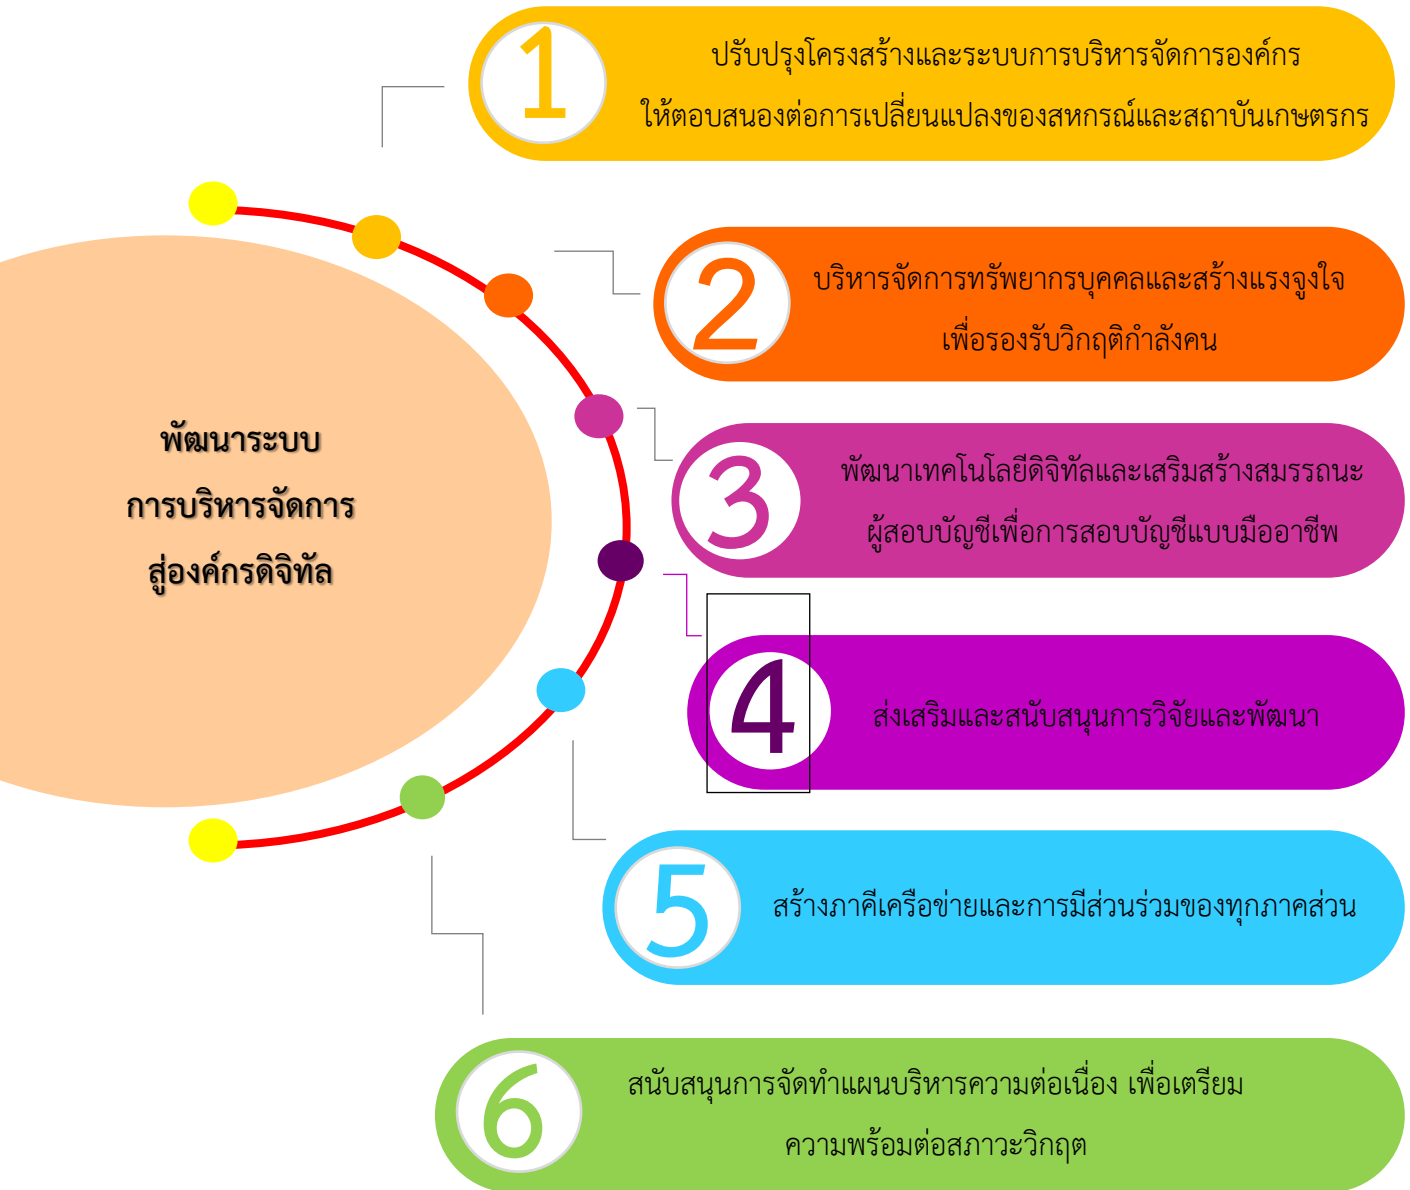 พัฒนาระบบ
การบริหารจัดการ
สู่องค์กรดิจิทัล
1
ปรับปรุงโครงสร้างและระบบการบริหารจัดการองค์กร
ให้ตอบสนองต่อการเปลี่ยนแปลงของสหกรณ์และสถาบันเกษตรกร
2
บริหารจัดการทรัพยากรบุคคลและสร้างแรงจูงใจ
เพื่อรองรับวิกฤติกำลังคน
3
พัฒนาเทคโนโลยีดิจิทัลและเสริมสร้างสมรรถนะ
ผู้สอบบัญชีเพื่อการสอบบัญชีแบบมืออาชีพ
4
ส่งเสริมและสนับสนุนการวิจัยและพัฒนา
5
สร้างภาคีเครือข่ายและการมีส่วนร่วมของทุกภาคส่วน
6
สนับสนุนการจัดทำแผนบริหารความต่อเนื่อง เพื่อเตรียม
ความพร้อมต่อสภาวะวิกฤต